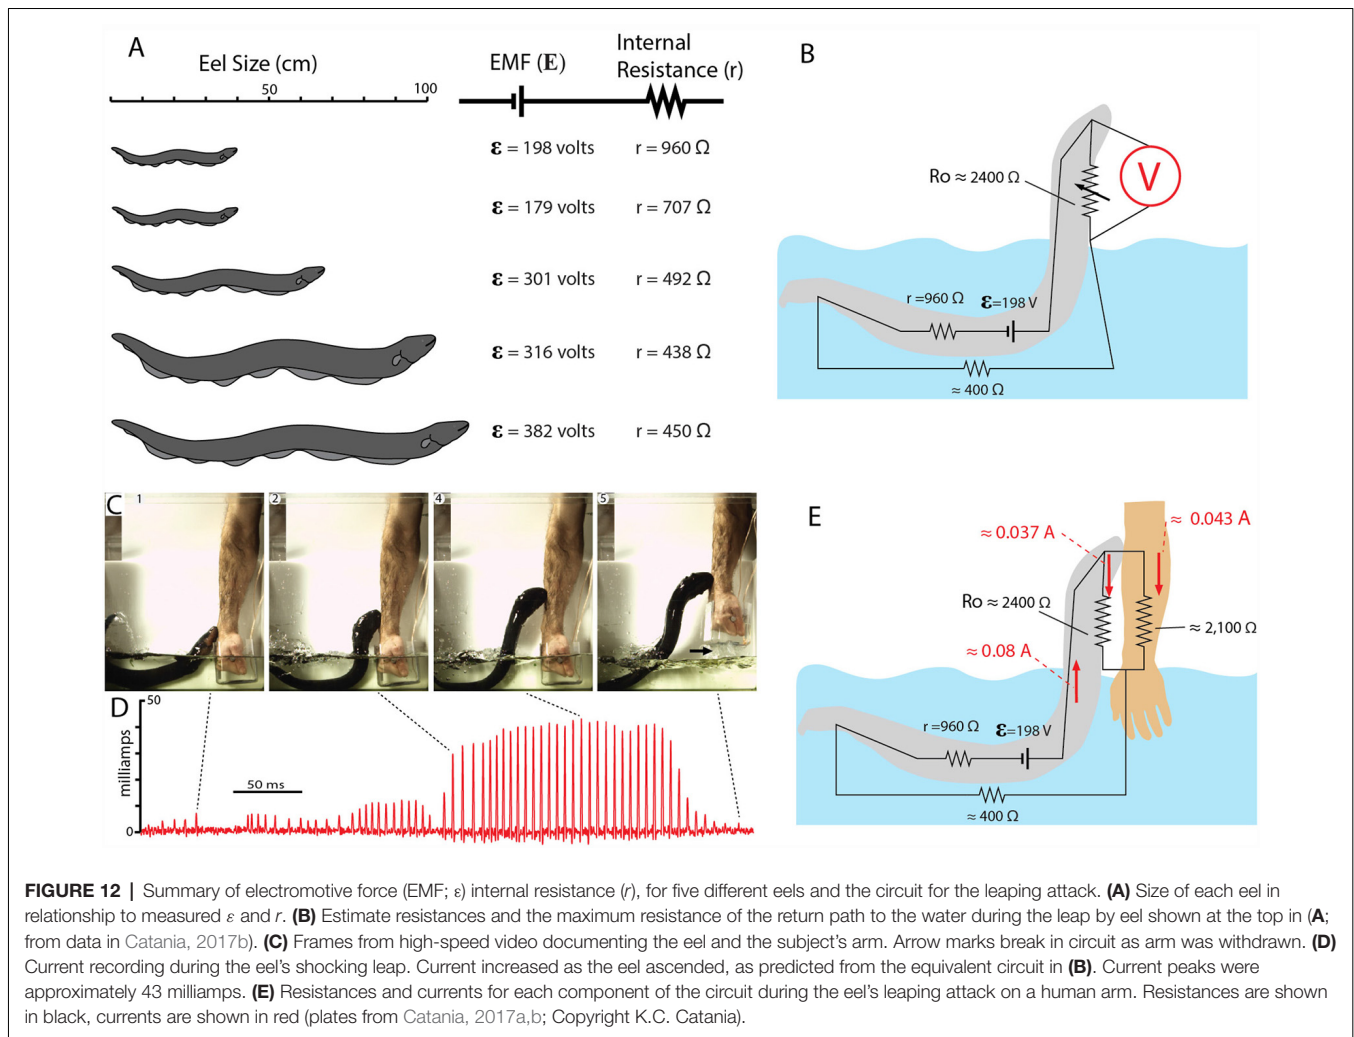 A
Eel Size (cm)
50
100
EMF (E)
Internal
Resistance (r)
ε = 198 volts
r = 960 Ω
ε = 179 volts
r = 707 Ω
ε = 301 volts
r = 492 Ω
ε = 316 volts
r = 438 Ω
ε = 382 volts
r = 450 Ω
B
V
Ro ≈ 2400 Ω
r =960 Ω
ε=198 V
≈ 400 Ω
C
1
2
4
5
D
50
milliamps
0
50 ms
E
≈ 0.043 A
≈ 0.037 A
Ro ≈ 2400 Ω
≈ 2,100 Ω
≈ 0.08 A
r =960 Ω
ε=198 V
≈ 400 Ω
FIGURE 12 | Summary of electromotive force (EMF; ε) internal resistance (r), for five different eels and the circuit for the leaping attack. (A) Size of each eel in
relationship to measured ε and r. (B) Estimate resistances and the maximum resistance of the return path to the water during the leap by eel shown at the top in (A;
from data in Catania, 2017b). (C) Frames from high-speed video documenting the eel and the subject's arm. Arrow marks break in circuit as arm was withdrawn. (D)
Current recording during the eel's shocking leap. Current increased as the eel ascended, as predicted from the equivalent circuit in (B). Current peaks were
approximately 43 milliamps. (E) Resistances and currents for each component of the circuit during the eel's leaping attack on a human arm. Resistances are shown
in black, currents are shown in red (plates from Catania, 2017a,b; Copyright K.C. Catania).